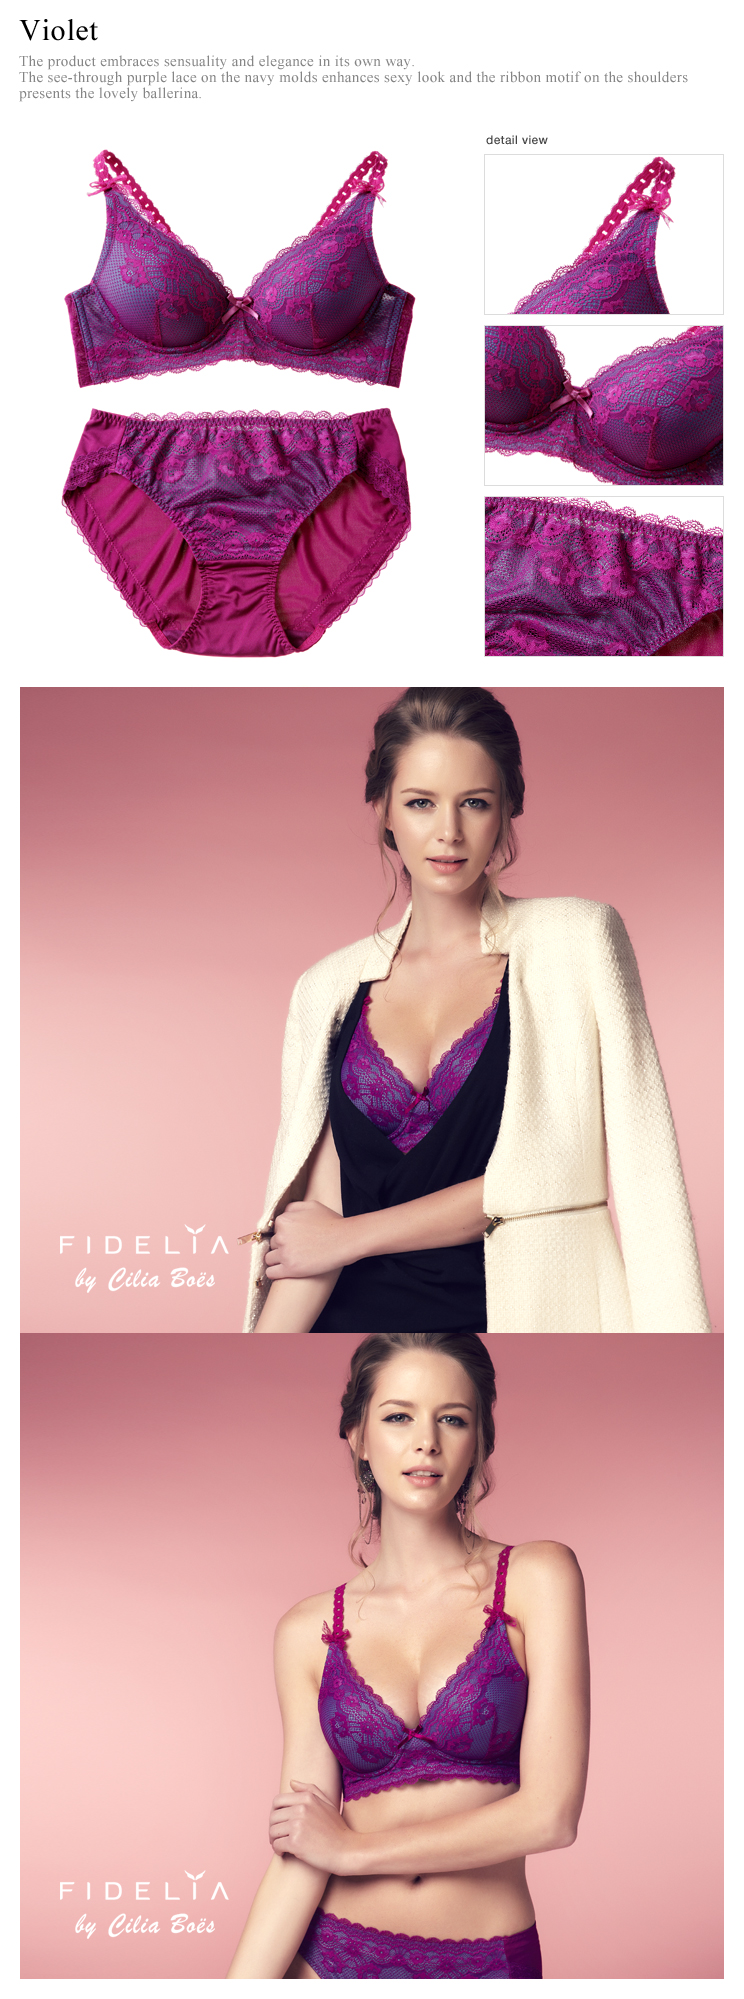 Violet
The product embraces sensuality and elegance in its own way.
The see-through purple lace on the navy molds enhances sexy look and the ribbon motif on the shoulders
presents the lovely ballerina.
detail view
FIDELIA
by Cilia Boës
FIDELIA
by Cilia Boës